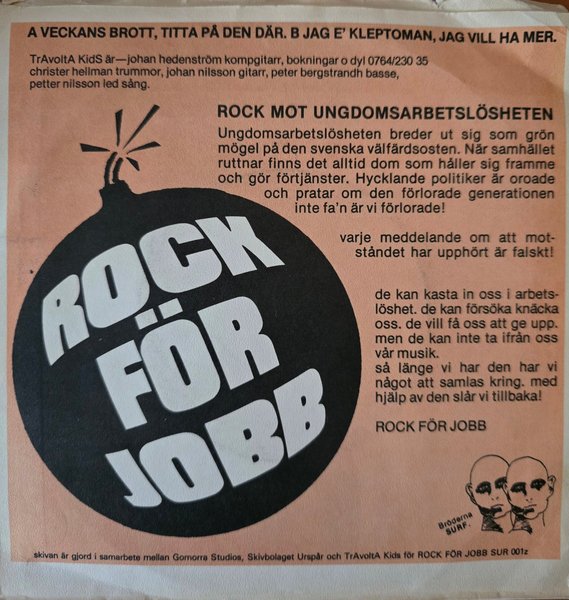 A VECKANS BROTT, TITTA PÅ DEN DÄR. B JAG E' KLEPTOMAN, JAG VILL HA MER.
TrAvoltA KidS är—johan hedenström kompgitarr, bokningar o dyl 0764/230 35
christer hellman trummor, johan nilsson gitarr, peter bergstrandh basse,
petter nilsson led sång.
ROCK MOT UNGDOMSARBETSLÖSHETEN
Ungdomsarbetslösheten breder ut sig som grön
mögel på den svenska välfärdsosten. När samhället
ruttnar finns det alltid dom som håller sig framme
och gör förtjänster. Hycklande politiker är oroade
och pratar om den förlorade generationen
inte fa'n är vi förlorade!
varje meddelande om att mot-
ståndet har upphört är falskt!
de kan kasta in oss i arbets-
löshet. de kan försöka knäcka
oss. de vill få oss att ge upp.
men de kan inte ta ifrån oss
vår musik.
så länge vi har den har vi
något att samlas kring. med
hjälp av den slår vi tillbaka!
ROCK FÖR JOBB
ROCK
FÖR
JOBB
Bröderna
SURF.
skivan är gjord i samarbete mellan Gomorra Studios, Skivbolaget Urspår och TrAvoltA Kids för ROCK FÖR JOBB SUR 001z